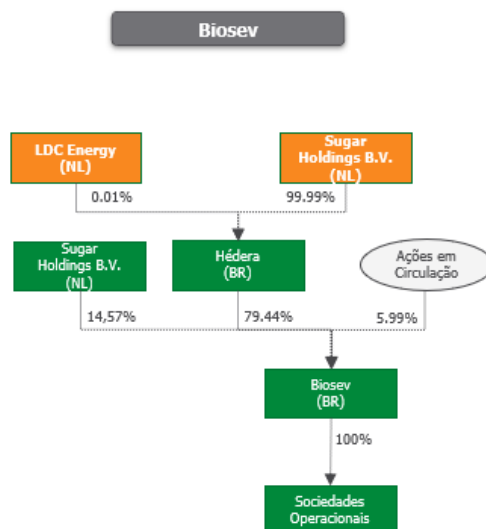 Biosev
LDC Energy
(NL)
Sugar
Holdings B.V.
(NL)
0.01%
99.99%
Sugar
Holdings B.V.
(NL)
Hédera
(BR)
Ações em
Circulação
14,57%
79.44%
5.99%
Biosev
(BR)
100%
Sociedades
Operacionais